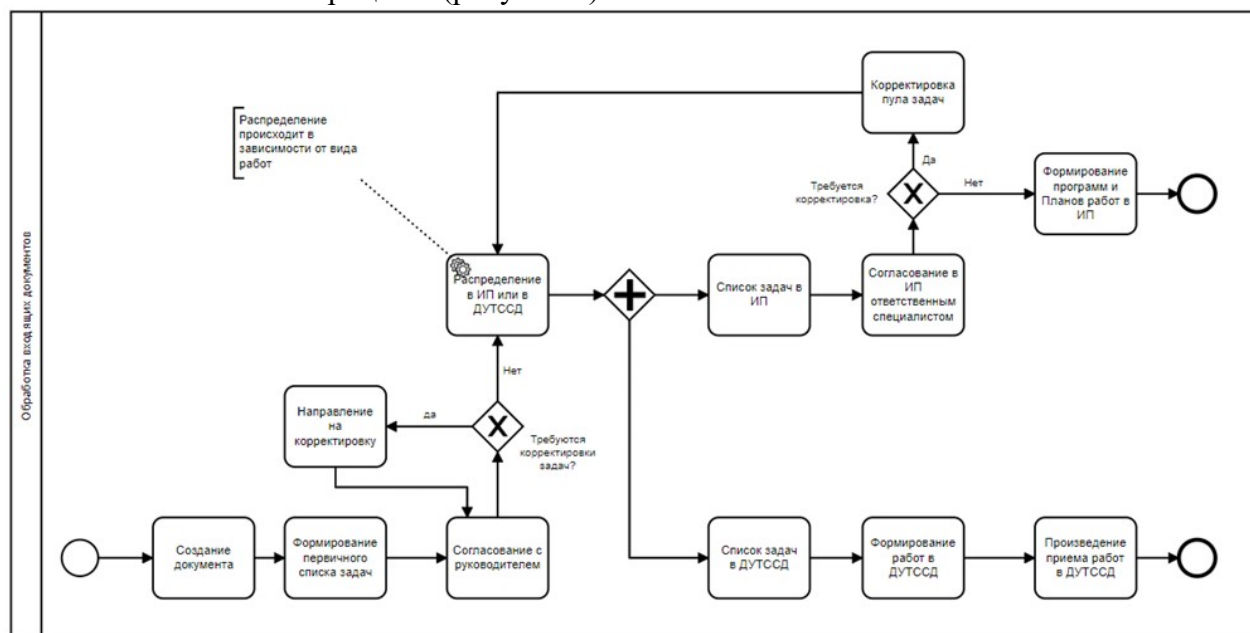 Обработка входящих документов
Распределение
происходит в
зависимости от вида
работ
Корректировка
пула задач
Да
Требуется
корректировка?
Нет
Формирование
программ и
Планов работ в
ИП
Распределение
в ИП или в
ДУТССД
Список задач в
ИП
Согласование в
ИП
ответственным
специалистом
Нет
Направление
на
корректировку
да
Требуются
корректировки
задач?
Создание
документа
Формирование
первичного
списка задач
Согласование с
руководителем
Список задач
в ДУТССД
Формирование
работ в
ДУТССД
Произведение
приема работ
в ДУТССД